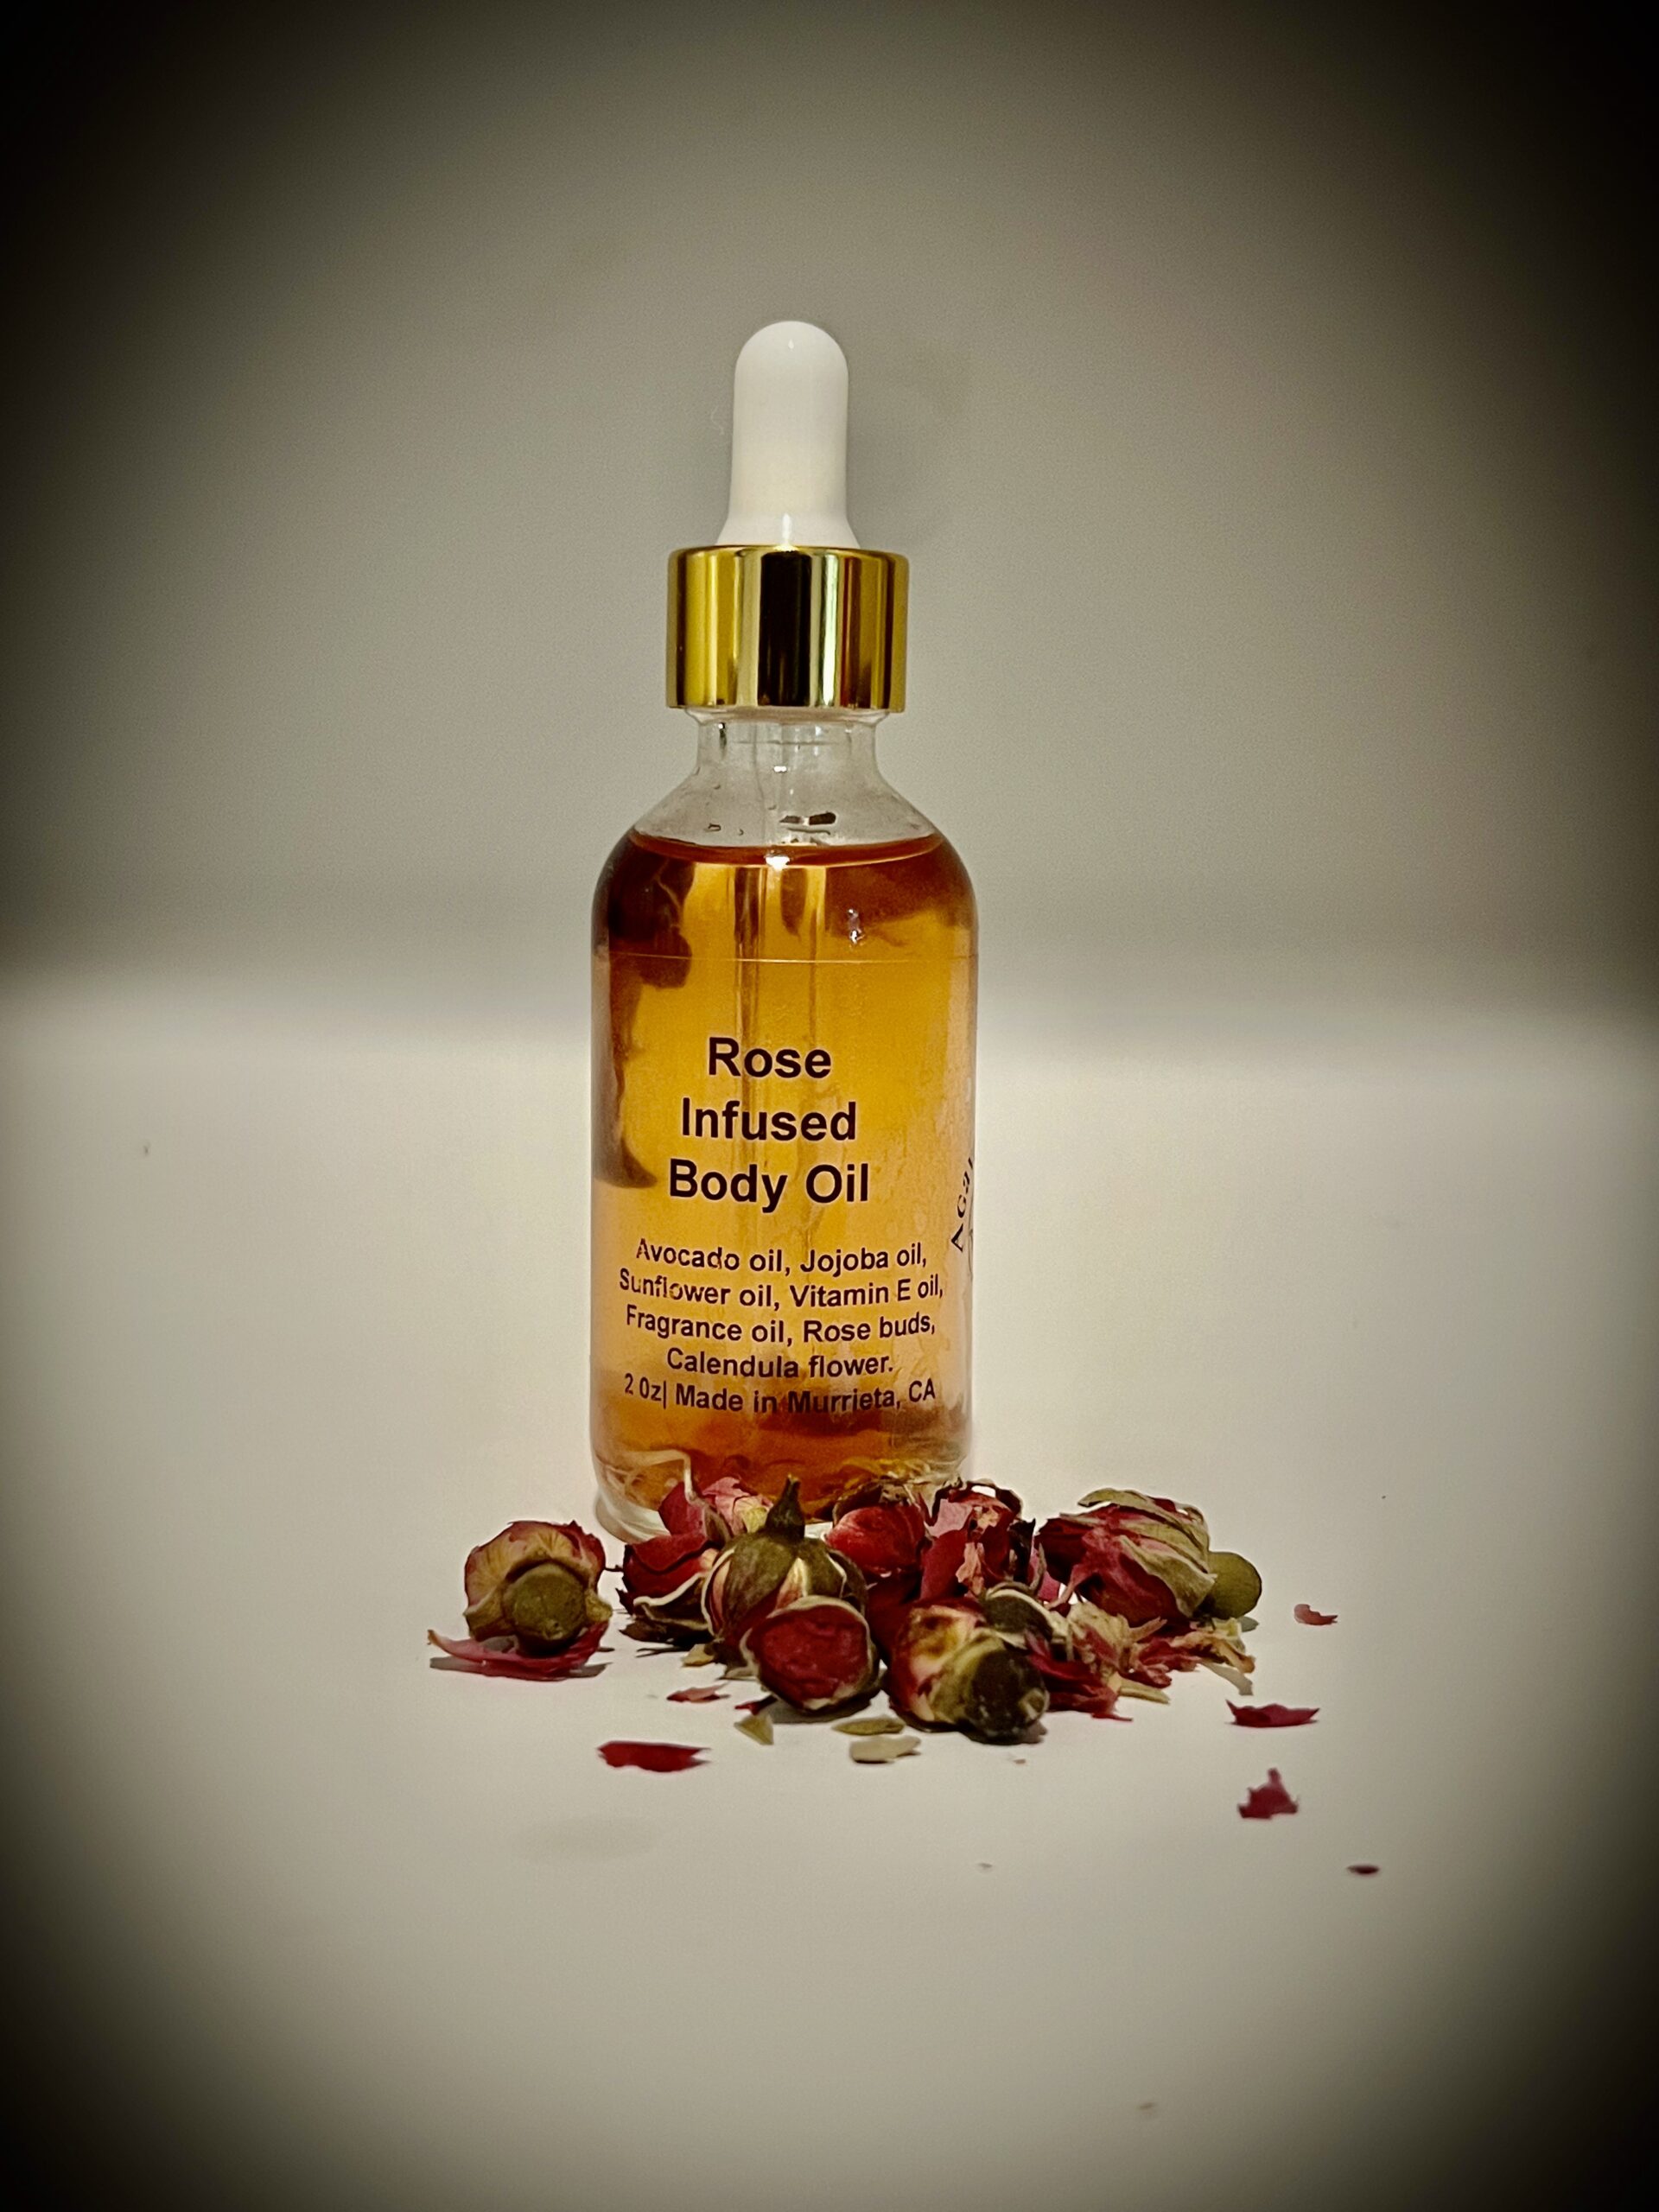 Rose
Infused
Body Oil
Avocado oil, Jojoba oil,
Sunflower oil, Vitamin E oil,
Fragrance oil, Rose buds,
Calendula flower.
2 Oz| Made in Murrieta, CA